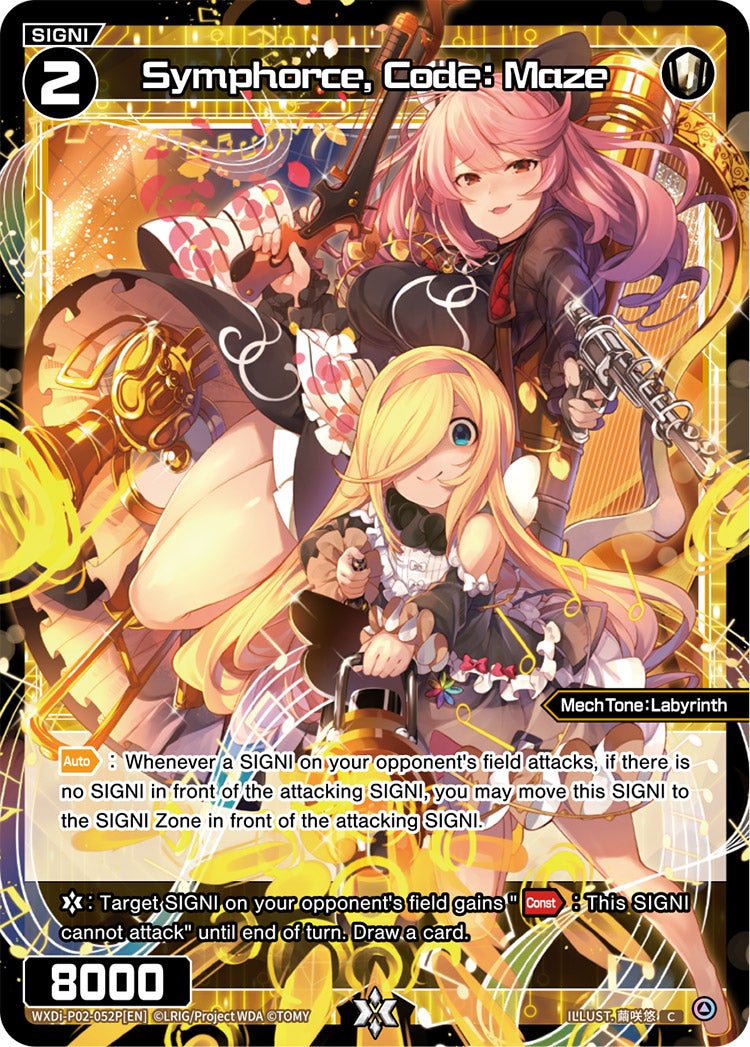 SIGNI
2
Symphorce, Code: Maze
MechTone:Labyrinth
Auto : Whenever a SIGNI on your opponent's field attacks, if there is
no SIGNI in front of the attacking SIGNI, you may move this SIGNI to
the SIGNI Zone in front of the attacking SIGNI.
: Target SIGNI on your opponent's field gains " Const : This SIGNI
cannot attack" until end of turn. Draw a card.
8000
WXDi-P02-052P[EN] ©LRIG/Project WDA ©TOMY
ILLUST. 繭咲悠 C